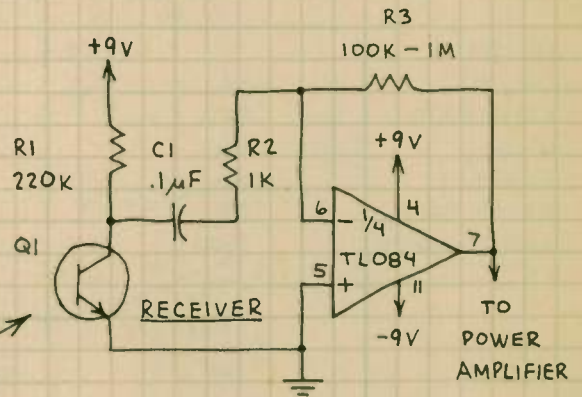 R3
100K - 1M
+9V
R1
220K
C1
.1µF
R2
1K
+9V
6
-
1/4
4
TL084
7
5
+
11
-9V
Q1
RECEIVER
TO
POWER
AMPLIFIER